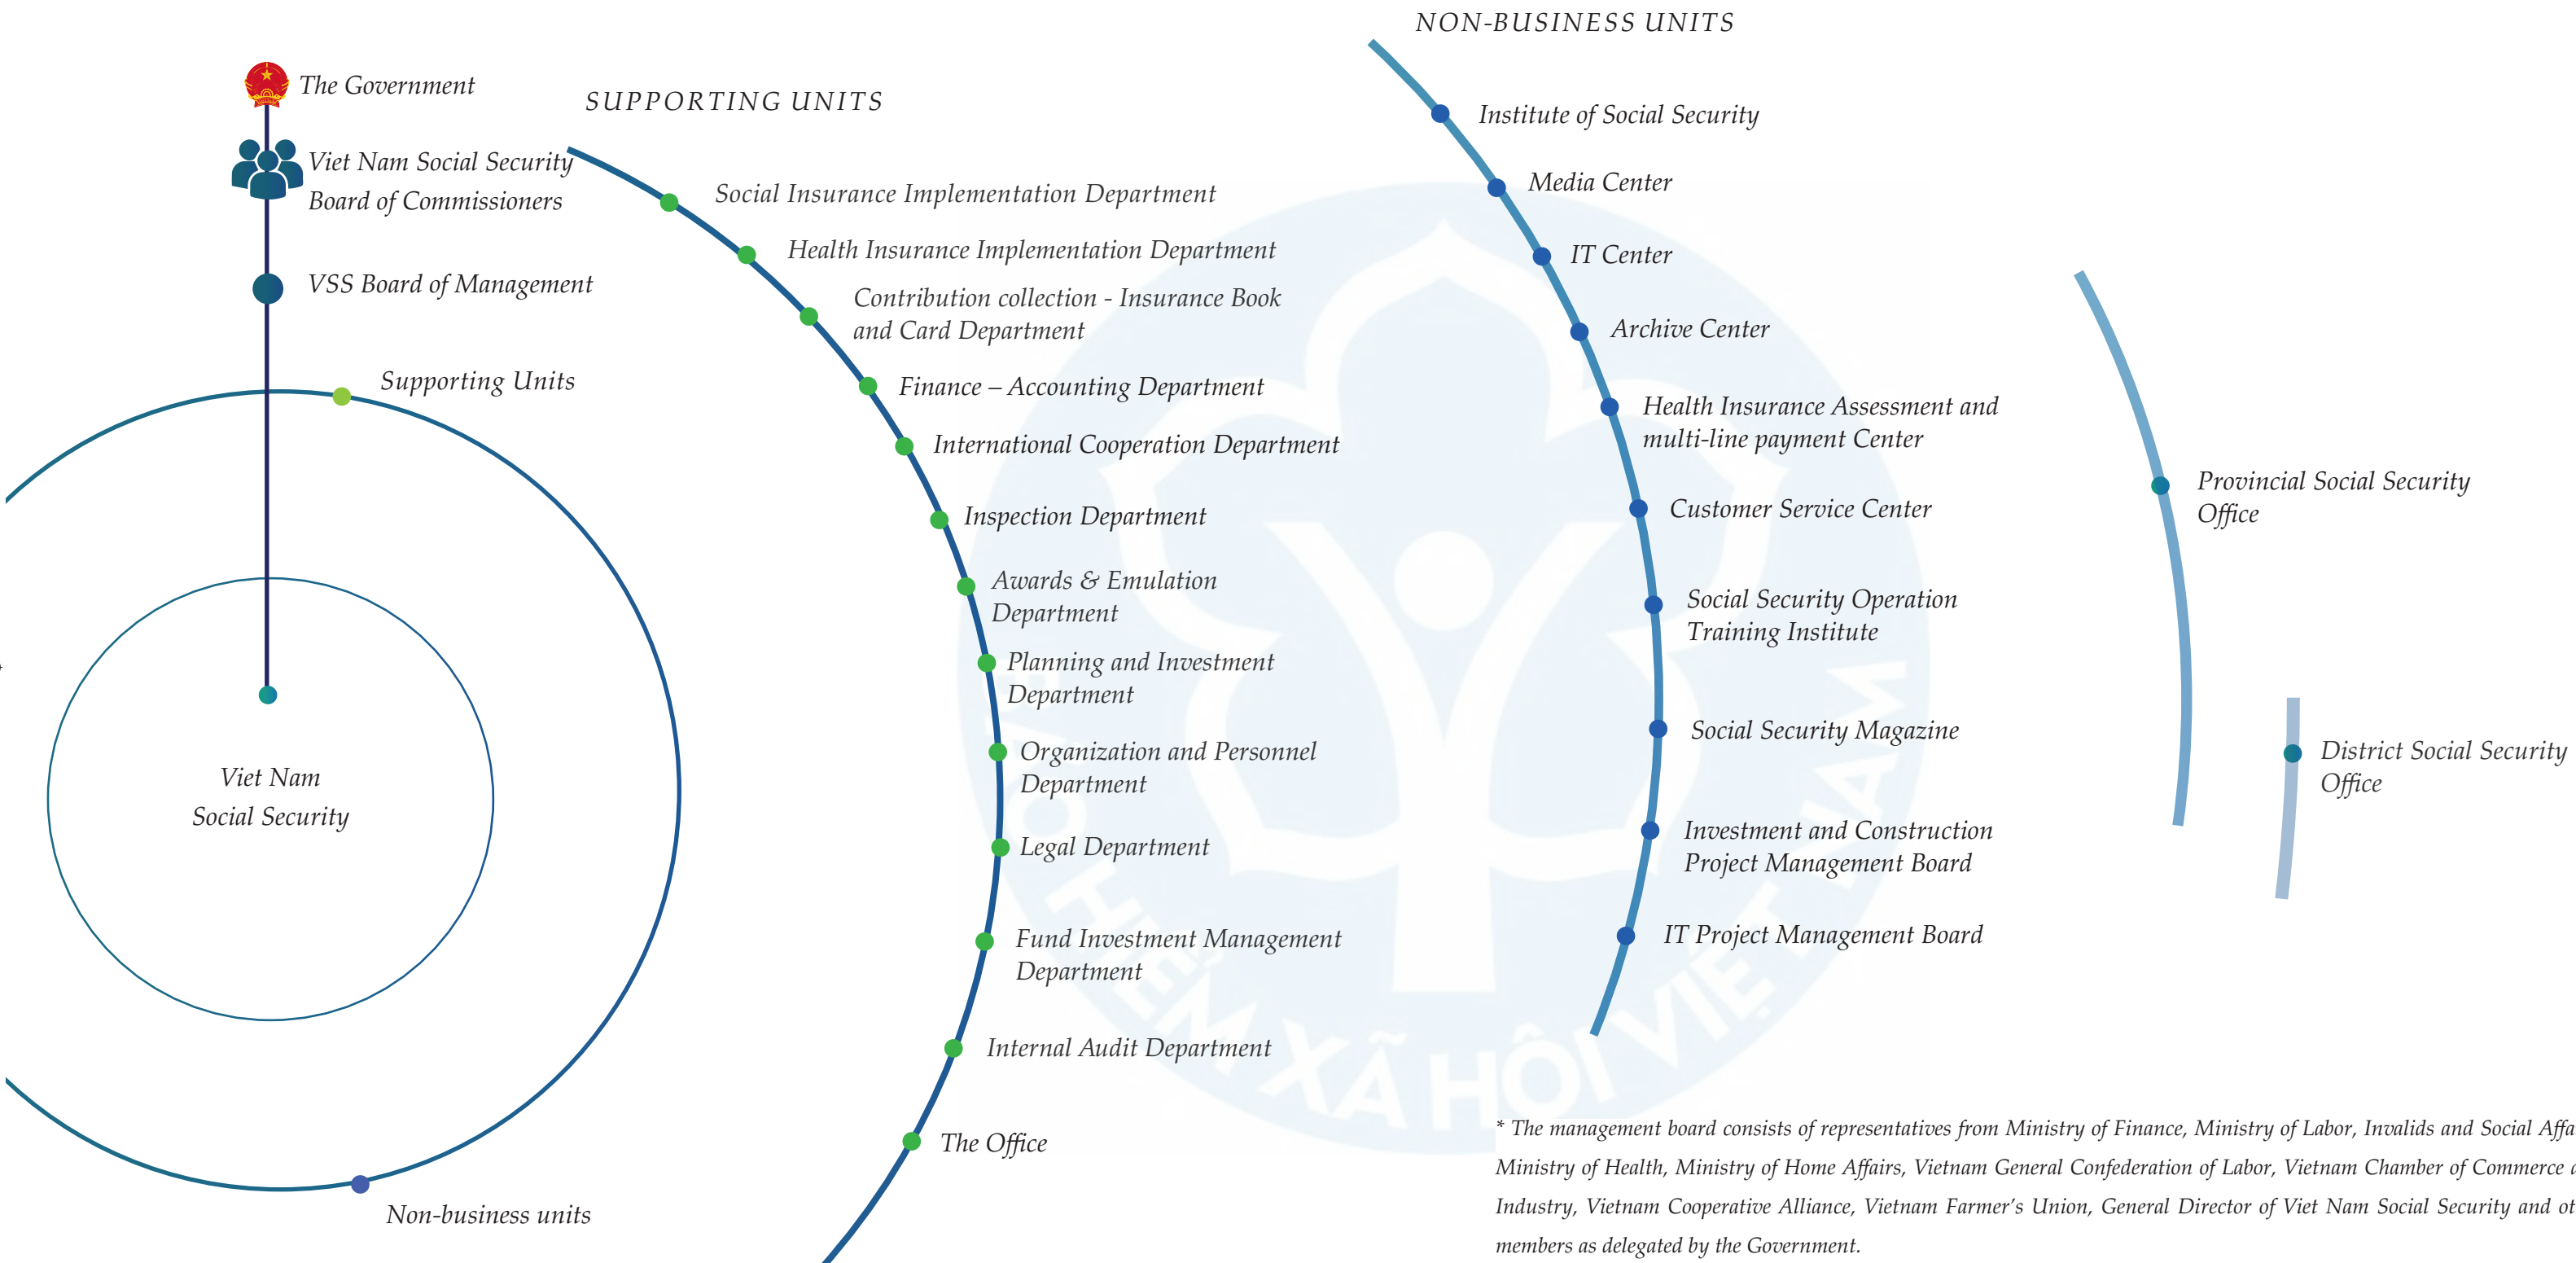 The Government
Viet Nam Social Security
Board of Commissioners
VSS Board of Management
Supporting Units
Viet Nam
Social Security
Non-business units
SUPPORTING UNITS
Social Insurance Implementation Department
Health Insurance Implementation Department
Contribution collection - Insurance Book
and Card Department
Finance – Accounting Department
International Cooperation Department
Inspection Department
Awards & Emulation
Department
Planning and Investment
Department
Organization and Personnel
Department
Legal Department
Fund Investment Management
Department
Internal Audit Department
The Office
NON-BUSINESS UNITS
Institute of Social Security
Media Center
IT Center
Archive Center
Health Insurance Assessment and
multi-line payment Center
Customer Service Center
Social Security Operation
Training Institute
Social Security Magazine
Investment and Construction
Project Management Board
IT Project Management Board
Provincial Social Security
Office
District Social Security
Office
HIỂM XÃ HỘI VIỆT NAM
* The management board consists of representatives from Ministry of Finance, Ministry of Labor, Invalids and Social
Ministry of Health, Ministry of Home Affairs, Vietnam General Confederation of Labor, Vietnam Chamber of Commerce
Industry, Vietnam Cooperative Alliance, Vietnam Farmer's Union, General Director of Viet Nam Social Security and
members as delegated by the Government.